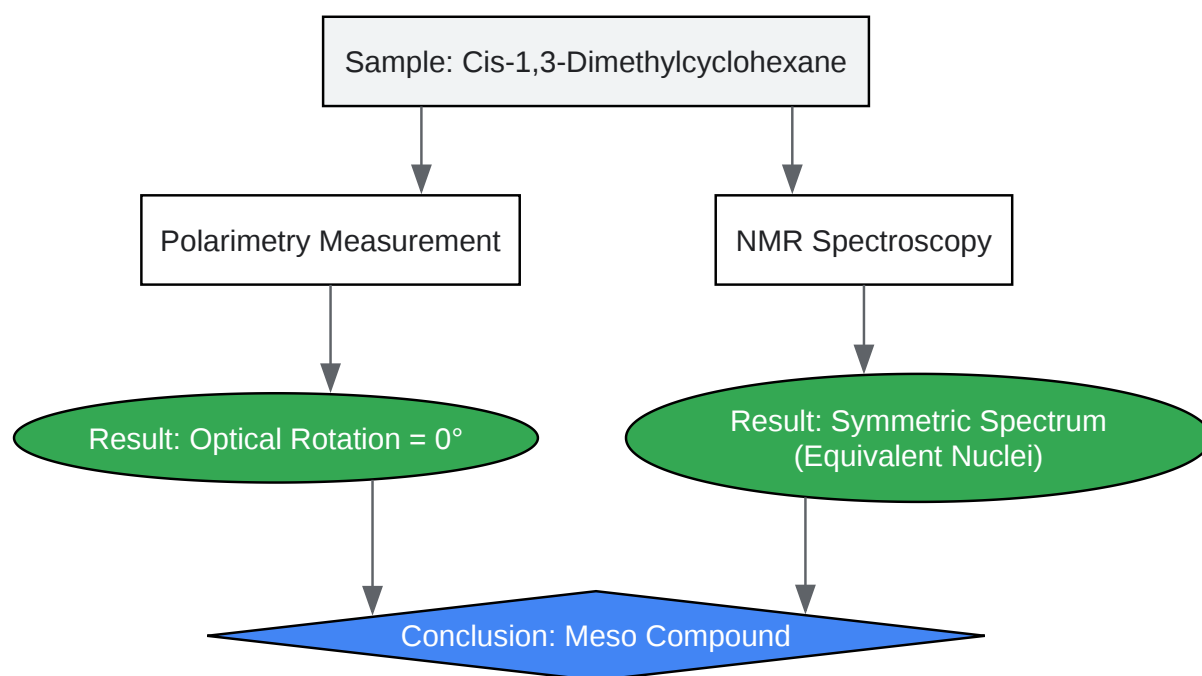 Sample: Cis-1,3-Dimethylcyclohexane
Polarimetry Measurement
NMR Spectroscopy
Result: Optical Rotation = 0°
Result: Symmetric Spectrum
(Equivalent Nuclei)
Conclusion: Meso Compound